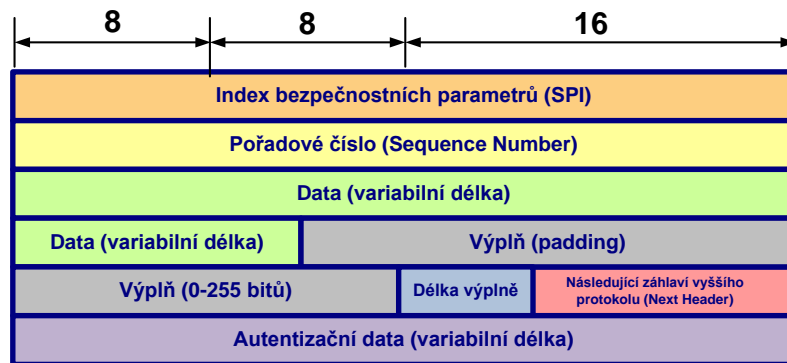 8 8 16
Index bezpečnostních parametrů (SPI)
Pořadové číslo (Sequence Number)
Data (variabilní délka)
Data (variabilní délka) Výplň (padding)
Výplň (0-255 bitů) Délka výplně Následující záhlaví vyššího
protokolu (Next Header)
Autentizační data (variabilní délka)